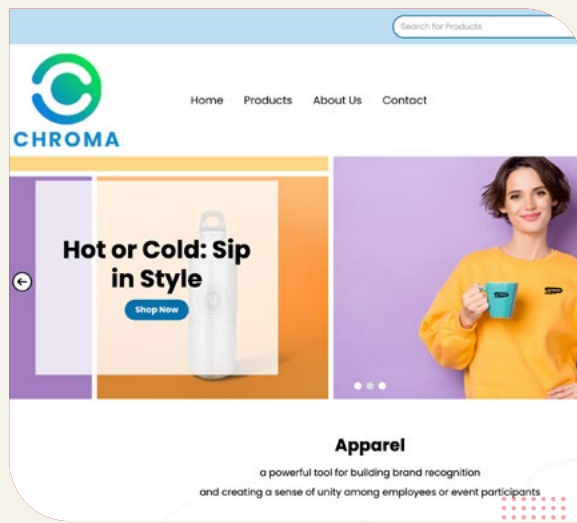 Search for Products
CHROMA
Home Products About Us Contact
Hot or Cold: Sip
in Style
Shop Now
Apparel
a powerful tool for building brand recognition
and creating a sense of unity among employees or event participants